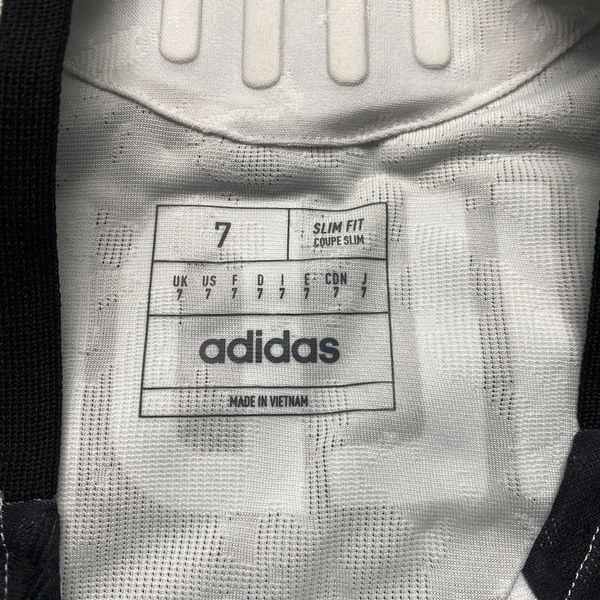 7
SLIM FIT
COUPE SLIM
UK US F D I E CDN J
7 7 7 7 7 7 7 7
adidas
MADE IN VIETNAM